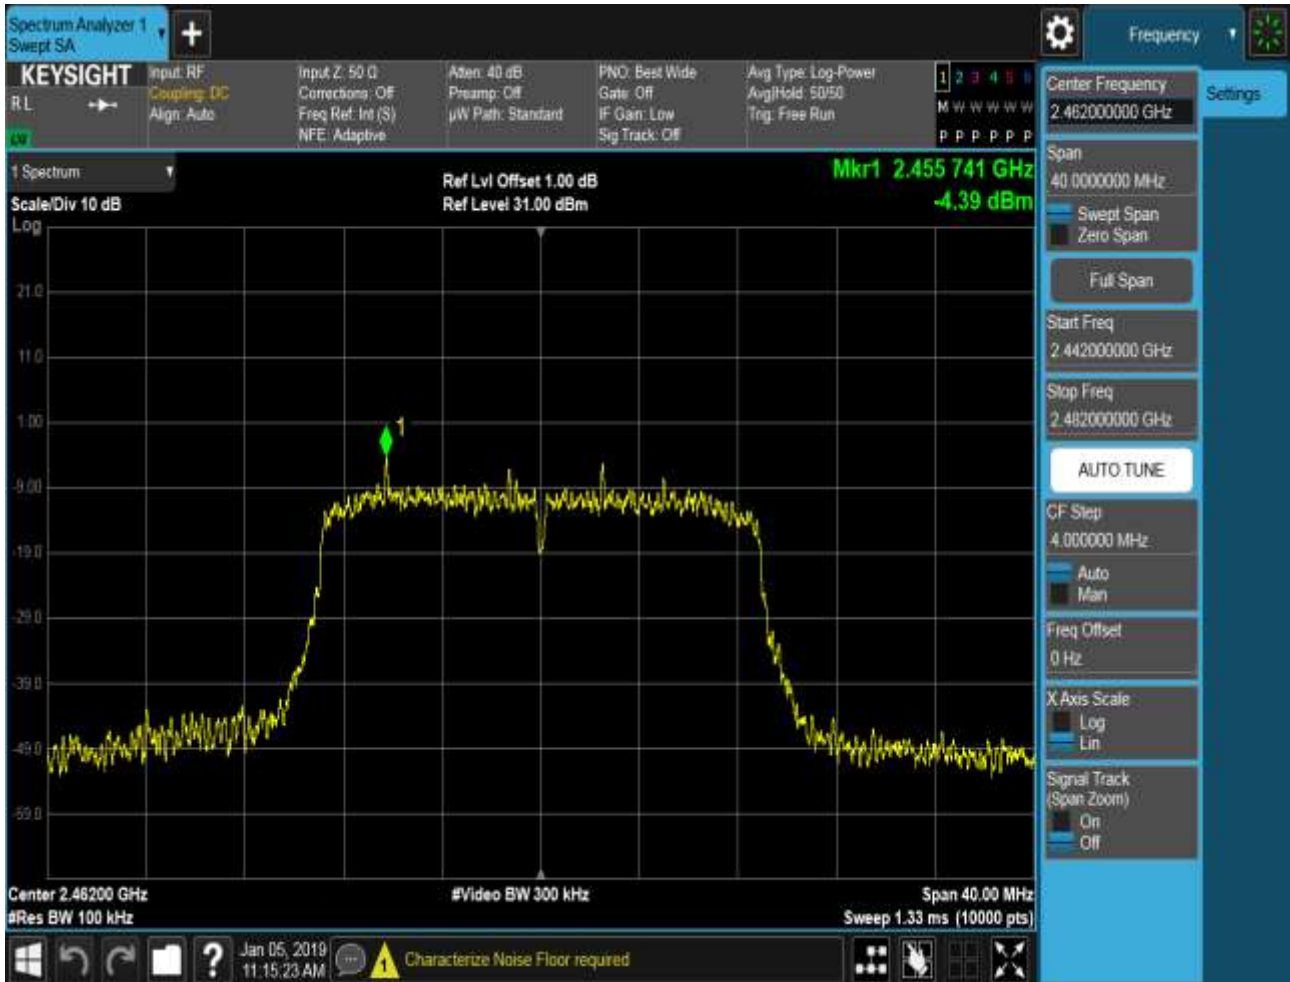 Spectrum Analyzer 1
Swept SA
+
Frequency
KEYSIGHT
RL
LXI
Input: RF
Coupling: DC
Align: Auto
Input Z: 50 Ω
Corrections: Off
Freq Ref: Int (S)
NFE: Adaptive
Atten: 40 dB
Preamp: Off
µW Path: Standard
PNO: Best Wide
Gate: Off
IF Gain: Low
Sig Track: Off
Avg Type: Log-Power
Avg|Hold: 50/50
Trig: Free Run
1 2 3 4 5 6
M W W W W W
P P P P P P
1 Spectrum
Scale/Div 10 dB
Log
Ref Lvl Offset 1.00 dB
Ref Level 31.00 dBm
Mkr1 2.455 741 GHz
-4.39 dBm
21.0
11.0
1.00
-9.00
-19.0
-29.0
-39.0
-49.0
-59.0
1
Center 2.46200 GHz
#Res BW 100 kHz
#Video BW 300 kHz
Span 40.00 MHz
Sweep 1.33 ms (10000 pts)
Center Frequency
2.462000000 GHz
Settings
Span
40.0000000 MHz
Swept Span
Zero Span
Full Span
Start Freq
2.442000000 GHz
Stop Freq
2.482000000 GHz
AUTO TUNE
CF Step
4.000000 MHz
Auto
Man
Freq Offset
0 Hz
X Axis Scale
Log
Lin
Signal Track
(Span Zoom)
On
Off
?
Jan 05, 2019
11:15:23 AM
1
Characterize Noise Floor required